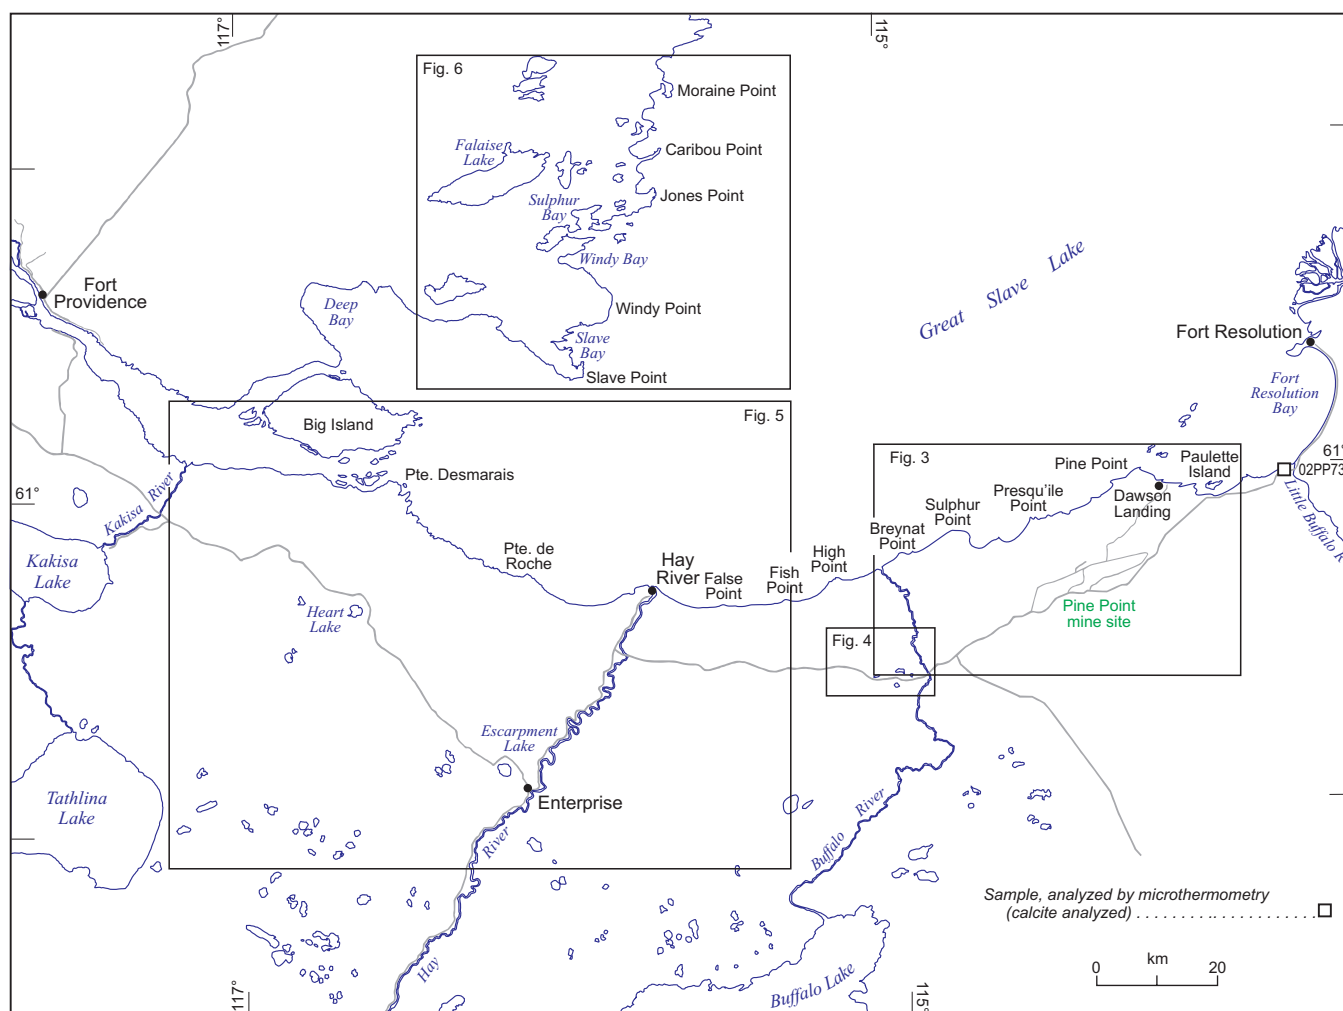 117°
115°
Fig. 6
Moraine Point
Falaise
Lake
Caribou Point
Sulphur
Bay
Jones Point
Windy Bay
Great Slave Lake
Fort
Providence
Deep
Bay
Windy Point
Slave
Bay
Slave Point
Fort Resolution
Fort
Resolution
Bay
Big Island
Fig. 5
Fig. 3
Pte. Desmarais
Pine Point
Paulette
Island
61°
02PP73
61°
Kakisa River
Presqu'ile
Point
Dawson
Landing
Little Buffalo R
Sulphur
Point
Breynat
Point
Pte. de
Roche
Hay
River
High
Point
False
Point
Fish
Point
Kakisa
Lake
Heart
Lake
Pine Point
mine site
Fig. 4
Escarpment
Lake
Tathlina
Lake
Enterprise
Hay River
Buffalo River
Sample, analyzed by microthermometry
(calcite analyzed) . . . . . . . . . .. . . . . . . . . . . . .
km
0 20
Buffalo Lake
117°
115°